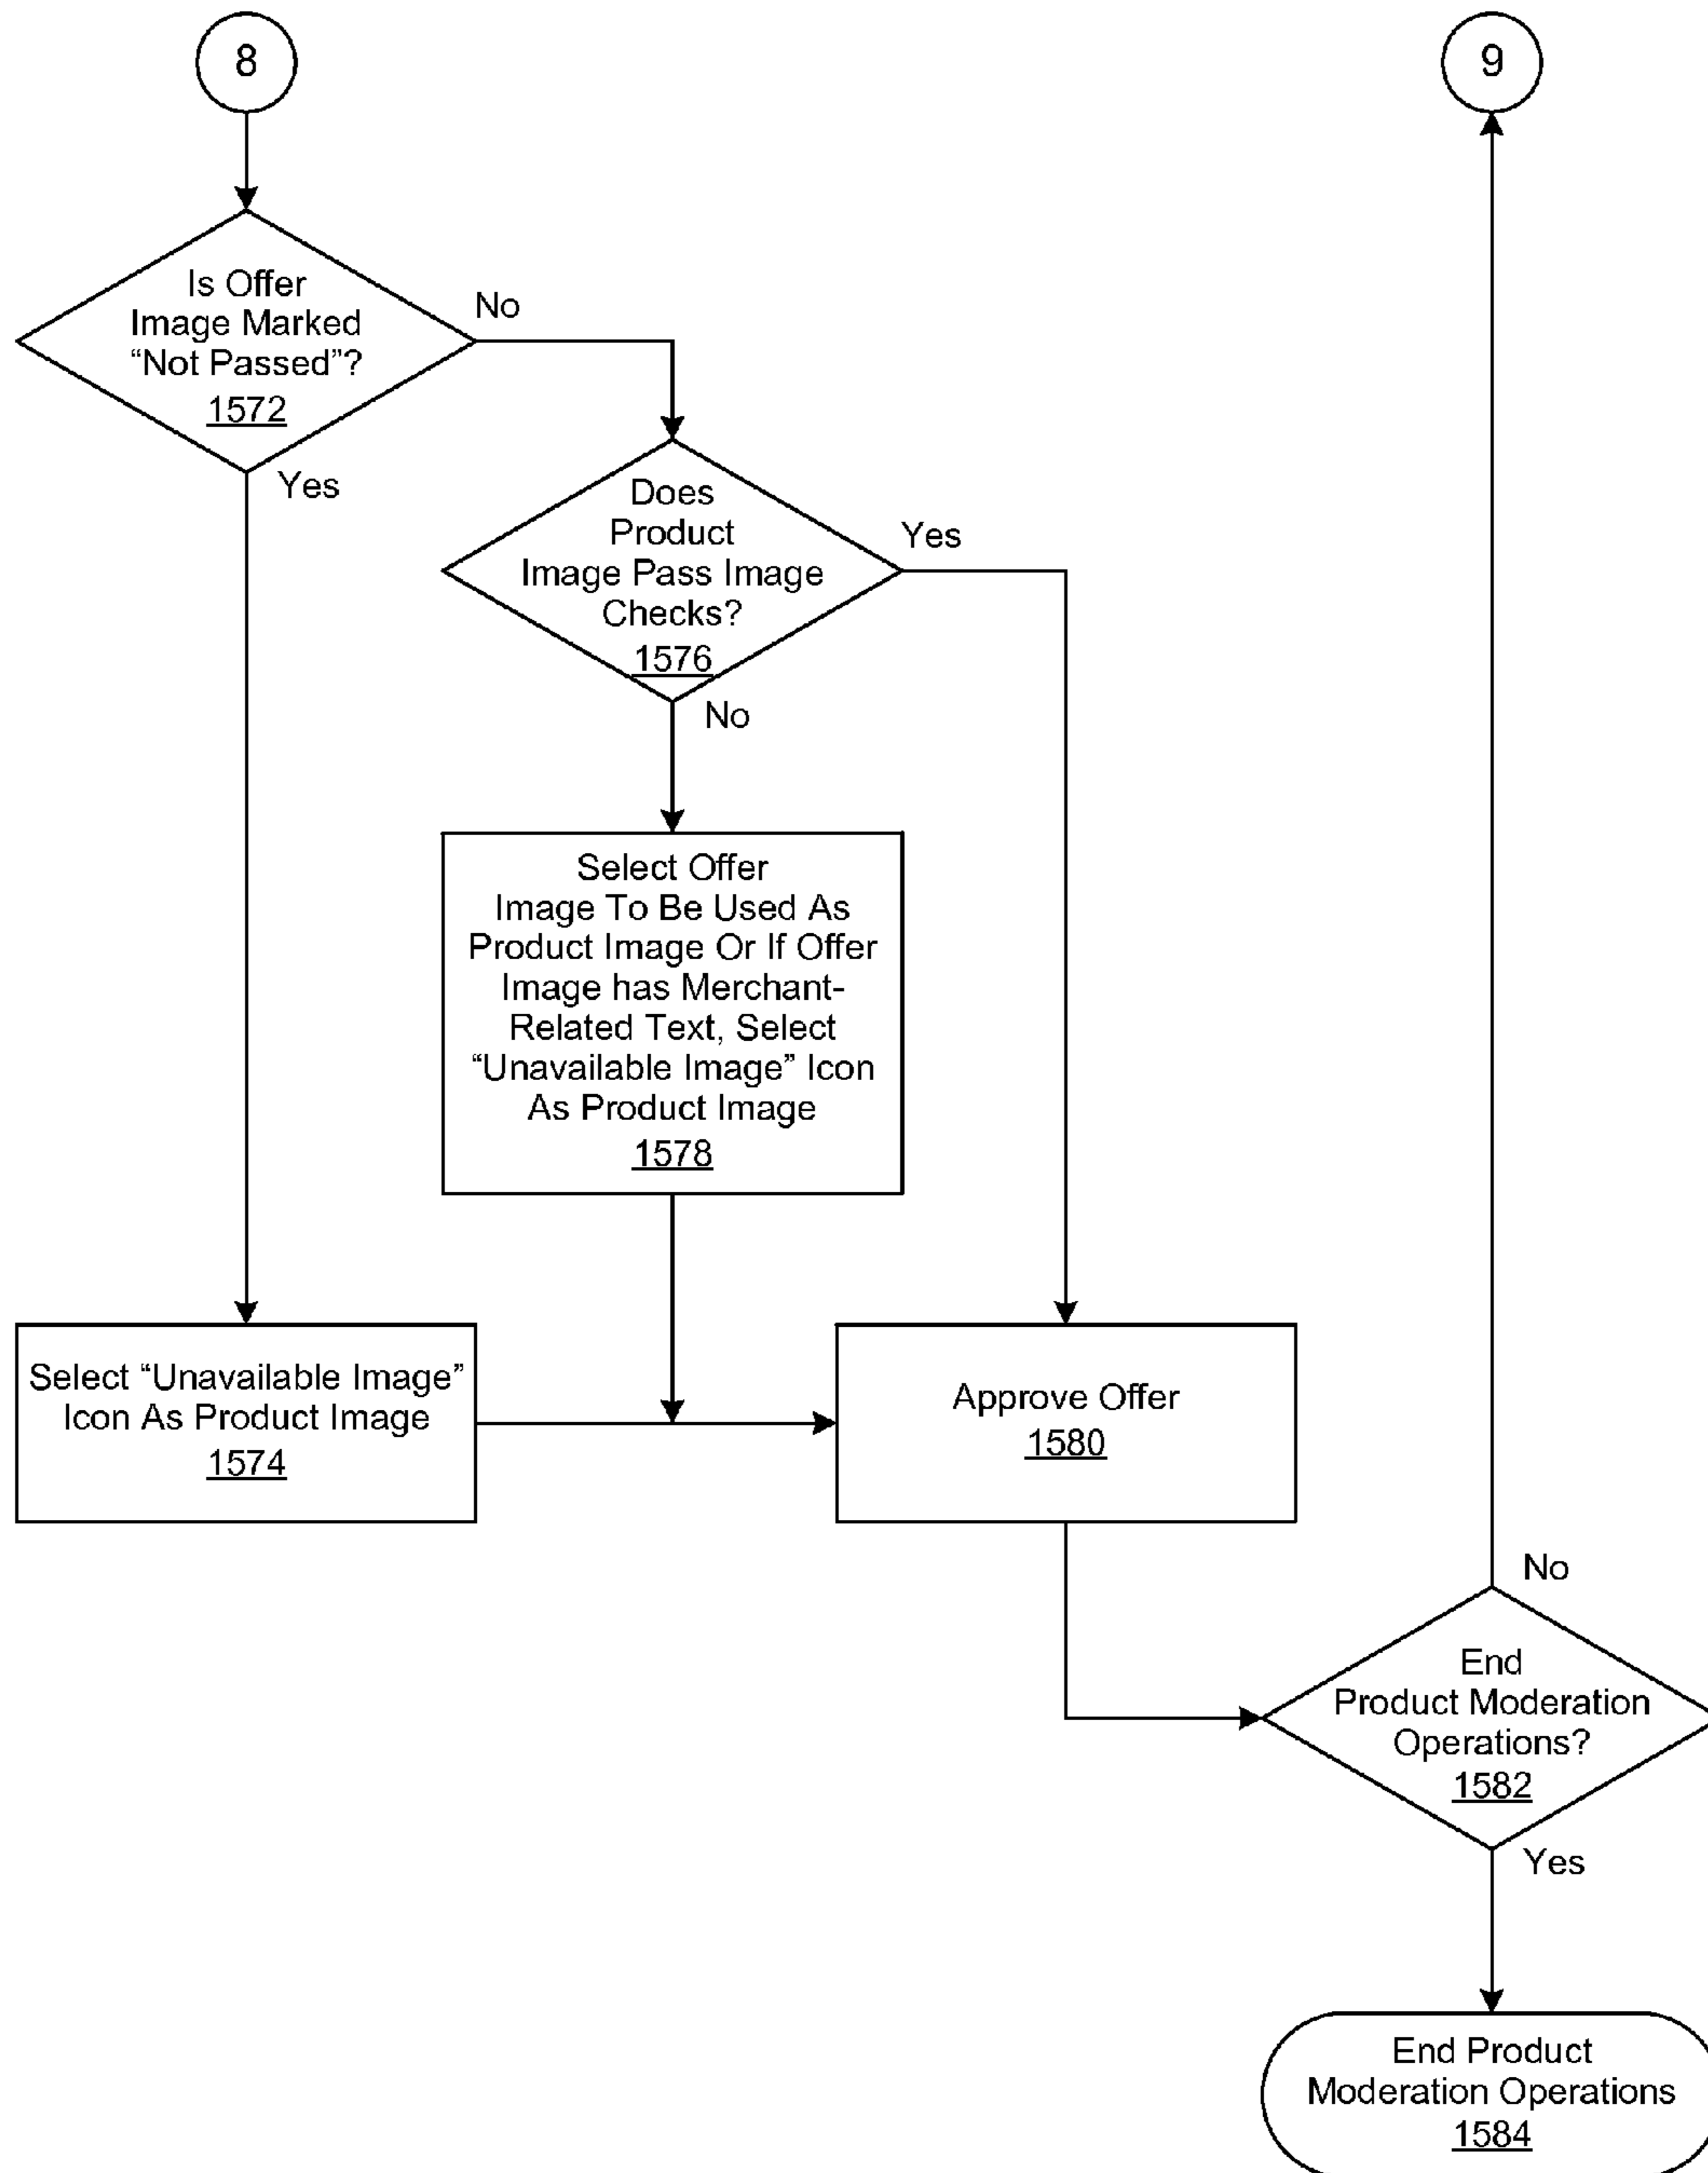 8
9
Is Offer
Image Marked
“Not Passed”?
1572
No
Yes
Does
Product
Image Pass Image
Checks?
1576
Yes
No
Select Offer
Image To Be Used As
Product Image Or If Offer
Image has Merchant-
Related Text, Select
“Unavailable Image” Icon
As Product Image
1578
Select “Unavailable Image”
Icon As Product Image
1574
Approve Offer
1580
No
End
Product Moderation
Operations?
1582
Yes
End Product
Moderation Operations
1584